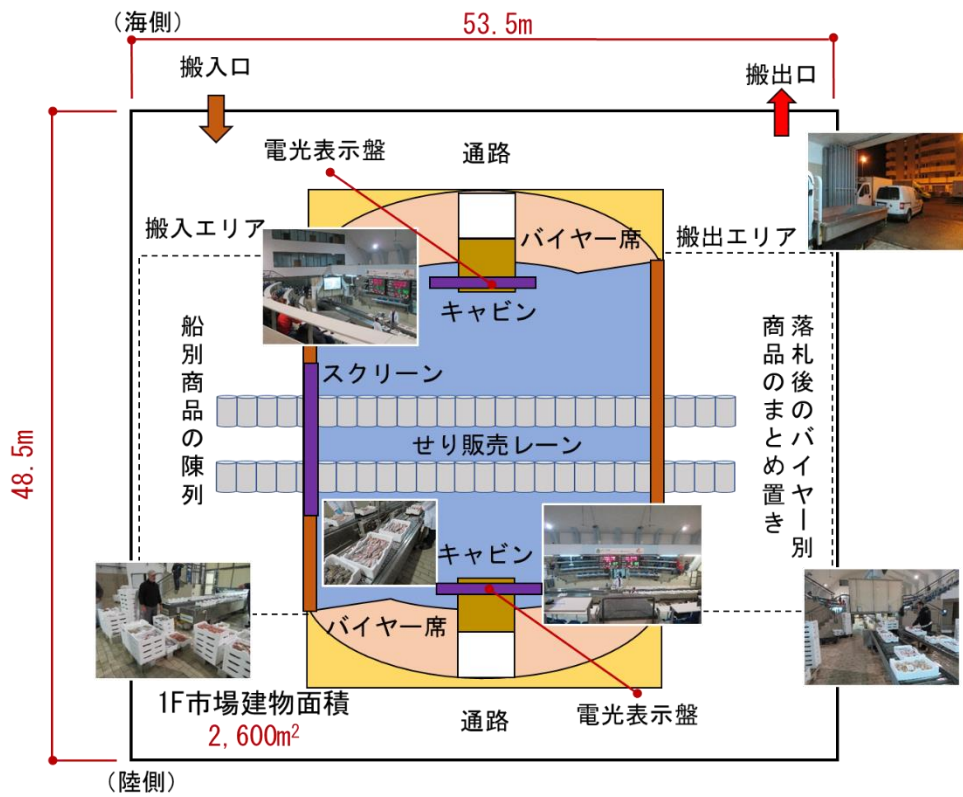 （海側）
53.5m
搬入口
搬出口
電光表示盤
通路
搬入エリア
バイヤー席
搬出エリア
キャビン
船別商品の陳列
スクリーン
落札後のバイヤー別
商品のまとめ置き
せり販売レーン
48.5m
キャビン
バイヤー席
1F市場建物面積
2,600m²
通路
電光表示盤
（陸側）